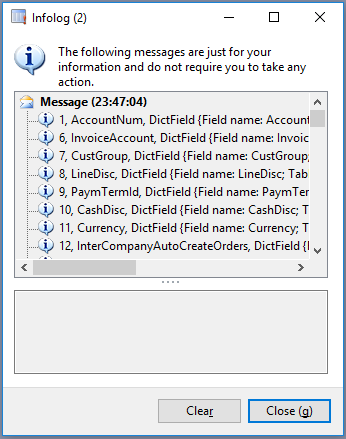 Infolog (2)
The following messages are just for your
information and do not require you to take any
action.
Message (23:47:04)
1, AccountNum, DictField {Field name: Account
6, InvoiceAccount, DictField {Field name: Invoic
7, CustGroup, DictField {Field name: CustGroup;
8, LineDisc, DictField {Field name: LineDisc; Tab
9, PaymTermId, DictField {Field name: PaymTer
10, CashDisc, DictField {Field name: CashDisc; T
11, Currency, DictField {Field name: Currency; T
12, InterCompanyAutoCreateOrders, DictField {F
Clear
Close (g)